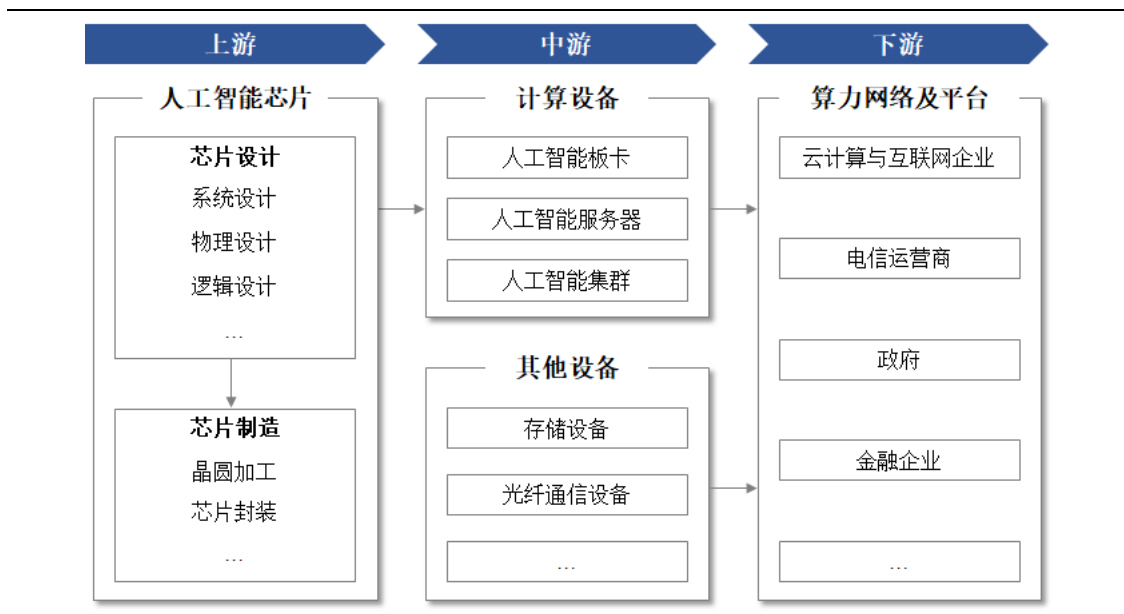 上游
中游
下游
人工智能芯片
芯片设计
系统设计
物理设计
逻辑设计
…
芯片制造
晶圆加工
芯片封装
…
计算设备
人工智能板卡
人工智能服务器
人工智能集群
其他设备
存储设备
光纤通信设备
…
算力网络及平台
云计算与互联网企业
电信运营商
政府
金融企业
…